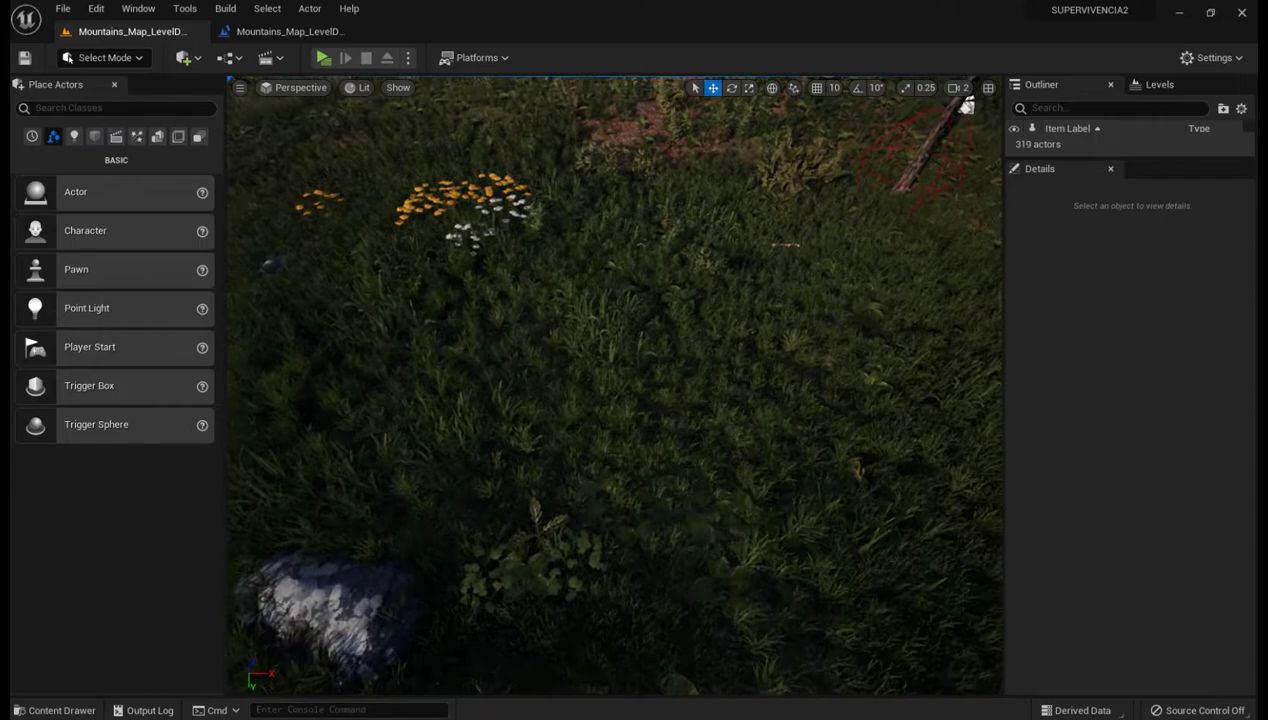 File Edit Window Tools Build Select Actor Help
SUPERVIVENCIA2
Mountains_Map_LevelD...
Mountains_Map_LevelD...
Select Mode
Platforms
Settings
Place Actors
Perspective
Lit
Show
10
10°
0.25
2
Outliner
Levels
Search Classes
Search...
Item Label
Type
319 actors
BASIC
Details
Select an object to view details.
Actor
Character
Pawn
Point Light
Player Start
Trigger Box
Trigger Sphere
X
Y
Content Drawer
Output Log
Cmd
Enter Console Command
Derived Data
Source Control Off